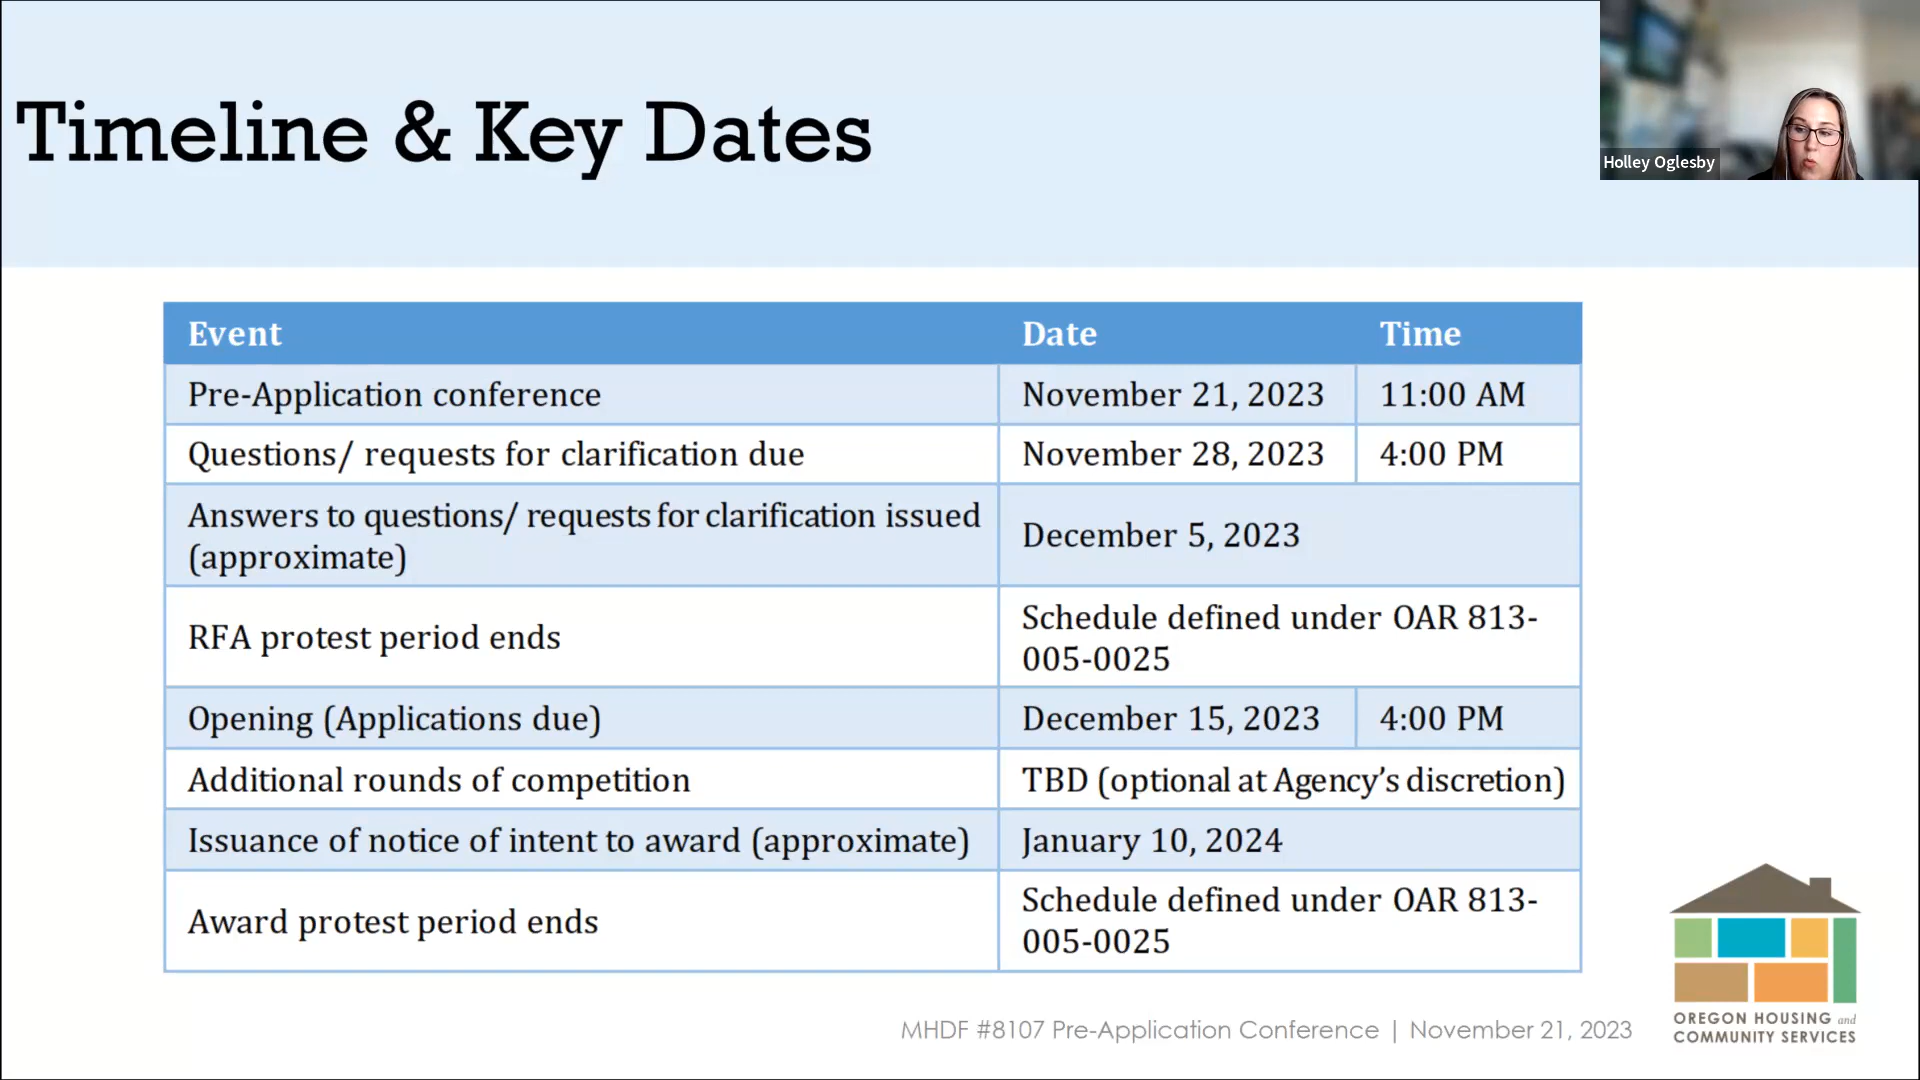 Timeline & Key Dates
Holley Oglesby
Event Date Time
Pre-Application conference November 21, 2023 11:00 AM
Questions/ requests for clarification due November 28, 2023 4:00 PM
Answers to questions/ requests for clarification issued
(approximate)
December 5, 2023
RFA protest period ends
Schedule defined under OAR 813-
005-0025
Opening (Applications due) December 15, 2023 4:00 PM
Additional rounds of competition TBD (optional at Agency’s discretion)
Issuance of notice of intent to award (approximate) January 10, 2024
Award protest period ends
Schedule defined under OAR 813-
005-0025
MHDF #8107 Pre-Application Conference | November 21, 2023
OREGON HOUSING and
COMMUNITY SERVICES